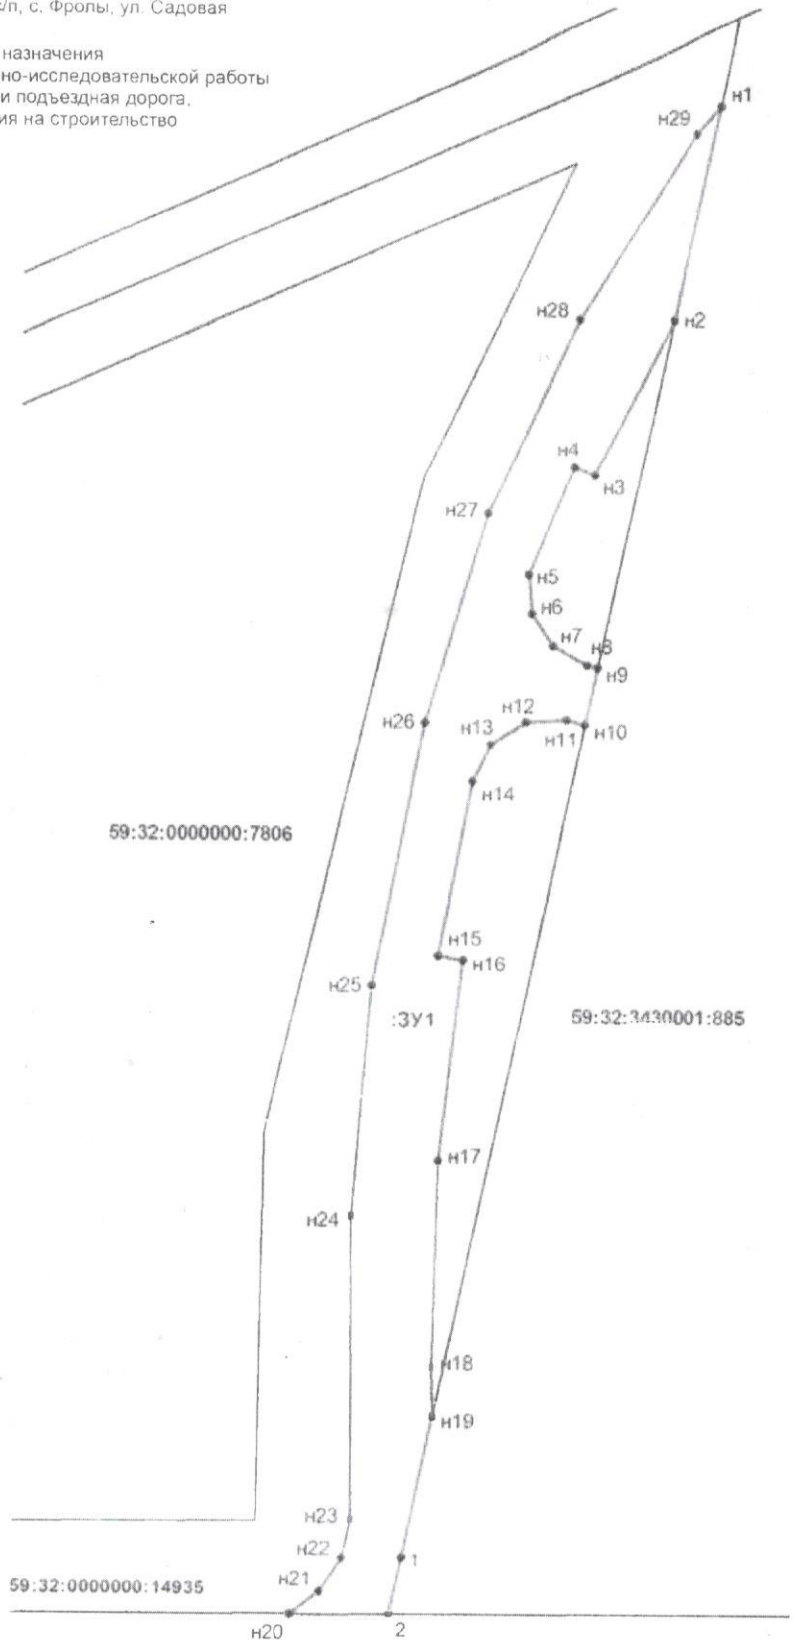 /п, с. Фролы, ул. Садовая
назначения
но-исследовательской работы
и подъездная дорога,
ия на строительство
н1
н29
н28
н2
н4
н3
н27
н5
н6
н7
н8
н9
н26
н12
н13
н11
н10
н14
59:32:0000000:7806
н15
н16
н25
:ЗУ1
59:32:3430001:885
н17
н24
н18
н19
н23
н22
1
н21
59:32:0000000:14935
н20
2